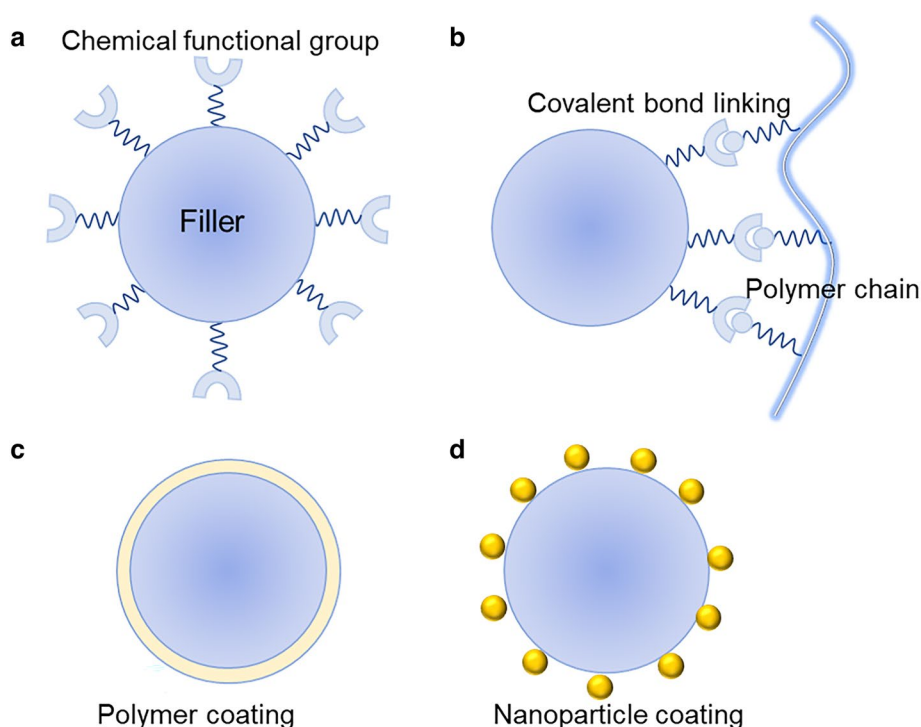 a
Chemical functional group
Filler
b
Covalent bond linking
Polymer chain
c
Polymer coating
d
Nanoparticle coating